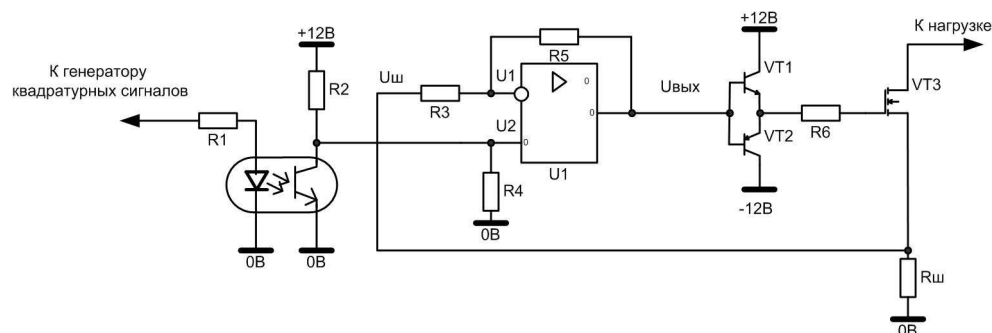 +12В
+12В
К нагрузке
К генератору
квадратурных сигналов
R5
VT1
Uш
U1
R2
VT3
R3
Uвых
0
R1
U2
0
0
VT2
R6
U1
R4
-12В
0В
0В
0В
Rш
0В